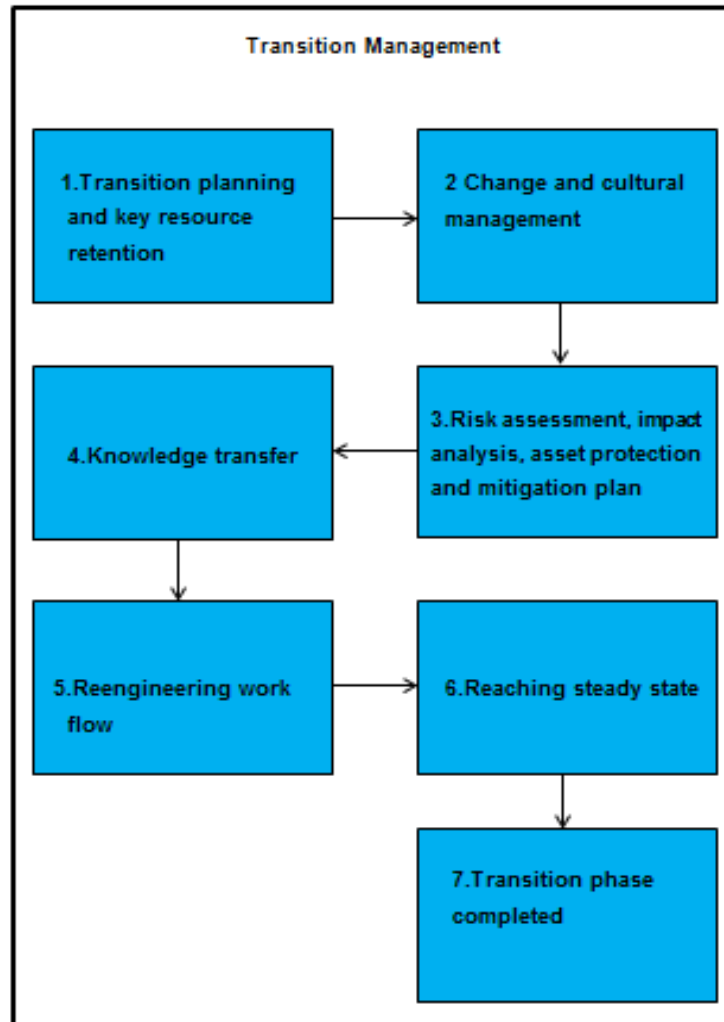 Transition Management
1.Transition planning
and key resource
retention
2 Change and cultural
management
3.Risk assessment, impact
analysis, asset protection
and mitigation plan
4.Knowledge transfer
5.Reengineering work
flow
6.Reaching steady state
7.Transition phase
completed